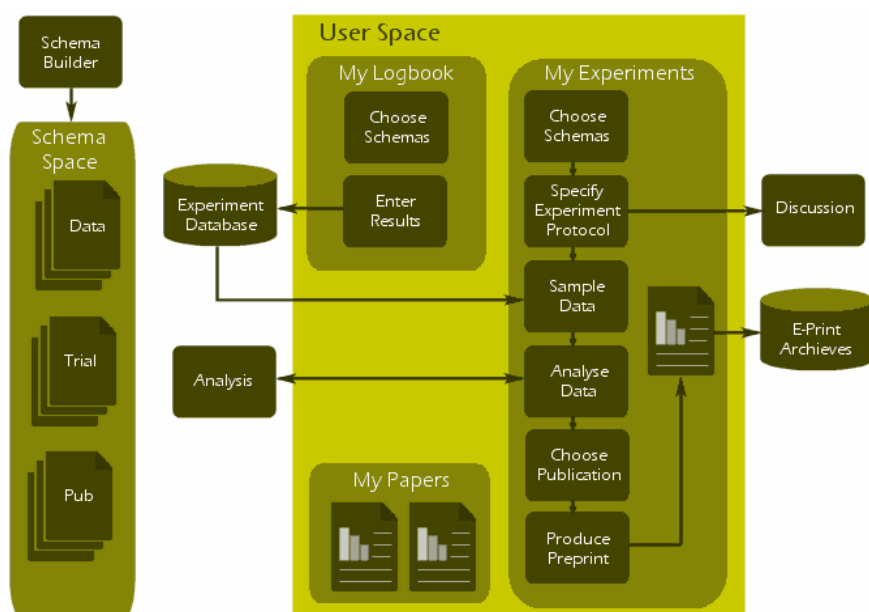 Schema
Builder
Schema
Space
Data
Trial
Pub
Experiment
Database
Analysis
User Space
My Logbook
Choose
Schemas
Enter
Results
My Papers
My Experiments
Choose
Schemas
Specify
Experiment
Protocol
Sample
Data
Analyse
Data
Choose
Publication
Produce
Preprint
Discussion
E-Print
Archieves